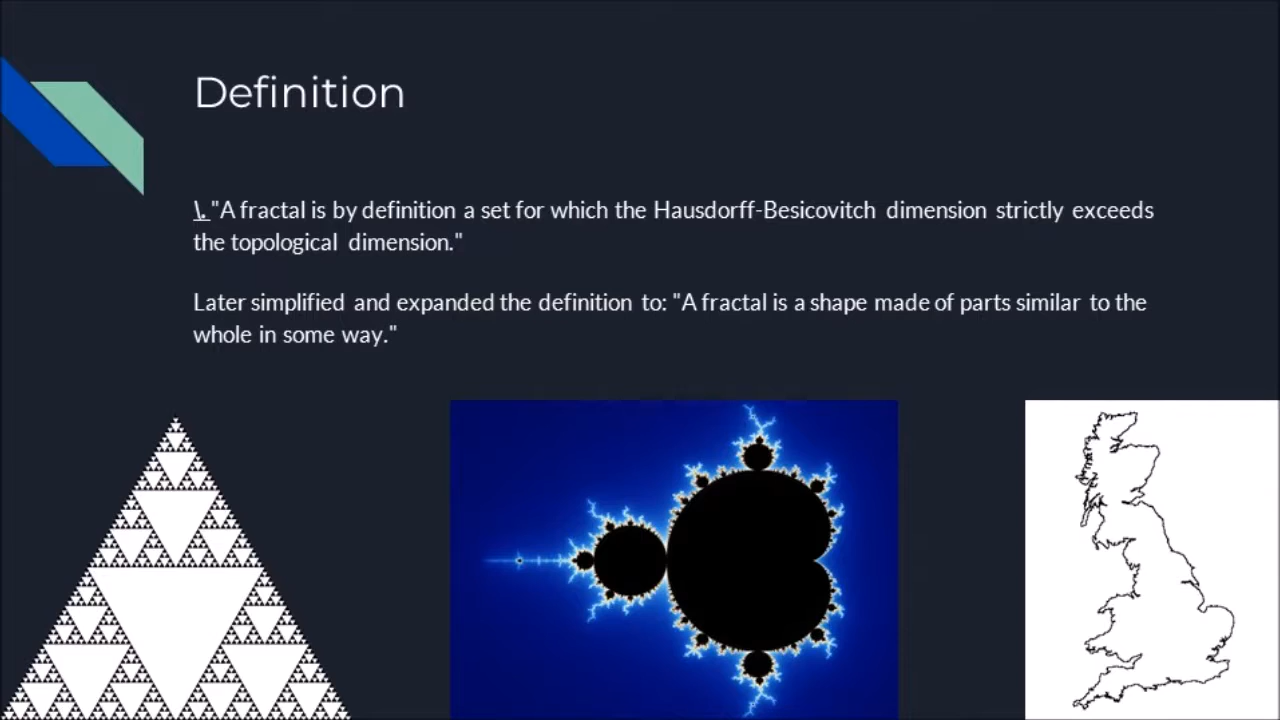 Definition
\. "A fractal is by definition a set for which the Hausdorff-Besicovitch dimension strictly exceeds
the topological dimension."
Later simplified and expanded the definition to: "A fractal is a shape made of parts similar to the
whole in some way."